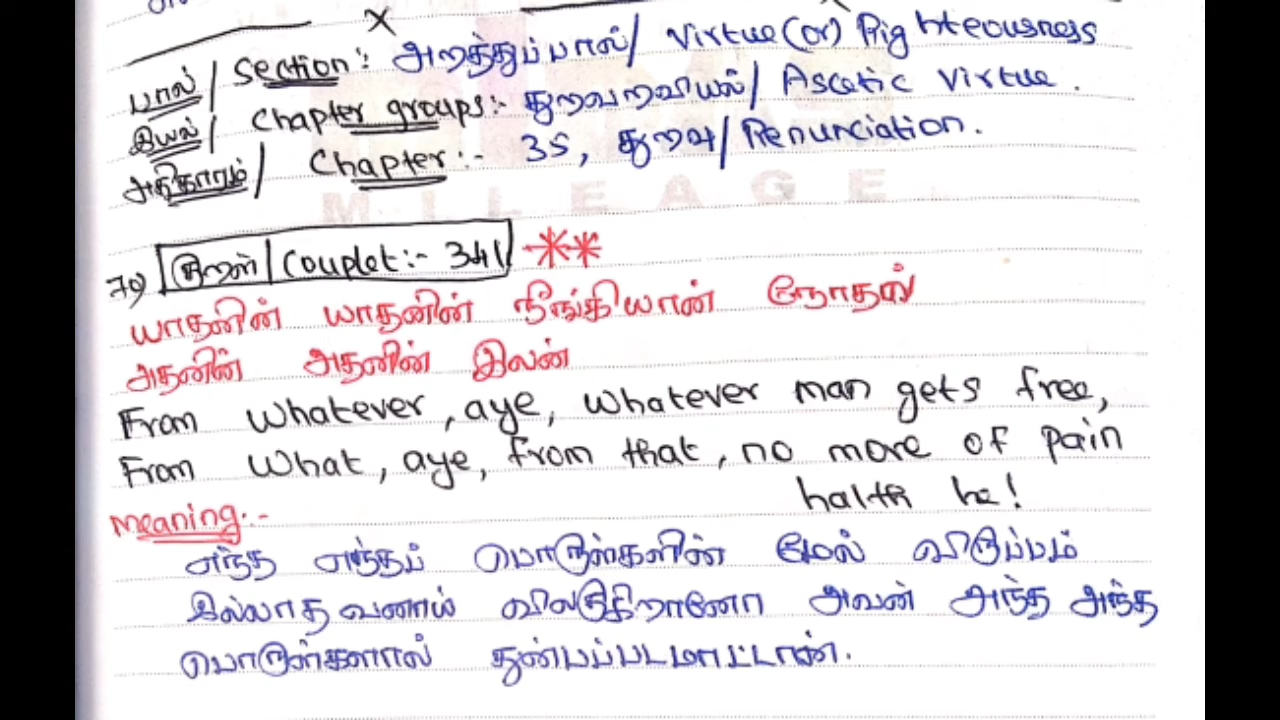 பால்/ Section: அறத்துப்பால்/ Virtue (or) Righteousness
இயல்/ Chapter groups:- துறவறவியல்/ Ascetic Virtue.
அதிகாரம்/ Chapter:- 35, துறவு/ Renunciation.
MILEAGE
79) குறள்/ Couplet:- 341 **
யாதனின் யாதனின் நீங்கியான் நோதல்
அதனின் அதனின் இலன்
From whatever, aye, whatever man gets free,
From what, aye, from that, no more of pain
halth he!
Meaning:-
எந்த எந்தப் பொருள்களின் மேல் விருப்பம்
இல்லாதவனாய் விலகுகிறானோ அவன் அந்த அந்த
பொருள்களால் துன்பப்படமாட்டான்.